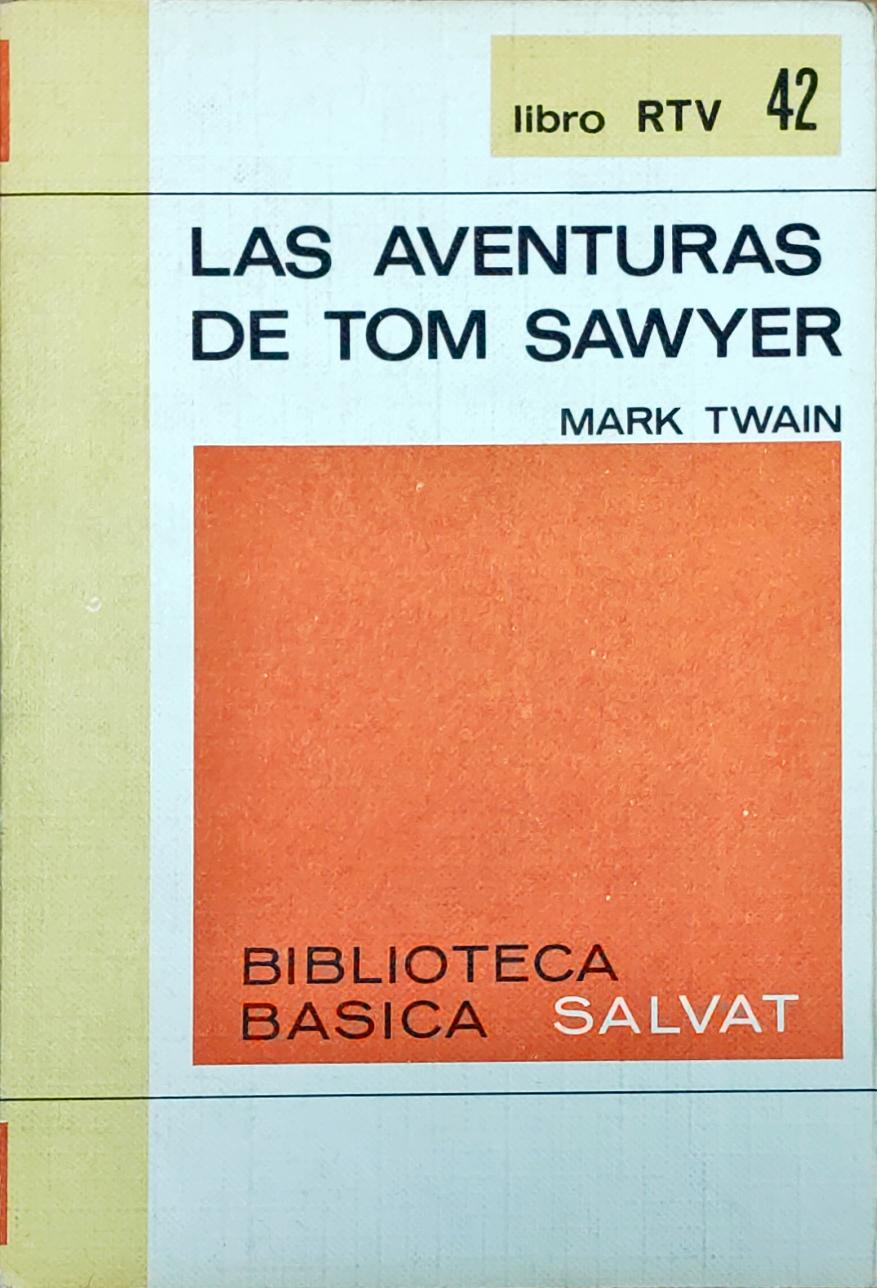 libro RTV 42
LAS AVENTURAS
DE TOM SAWYER
MARK TWAIN
BIBLIOTECA
BASICA SALVAT